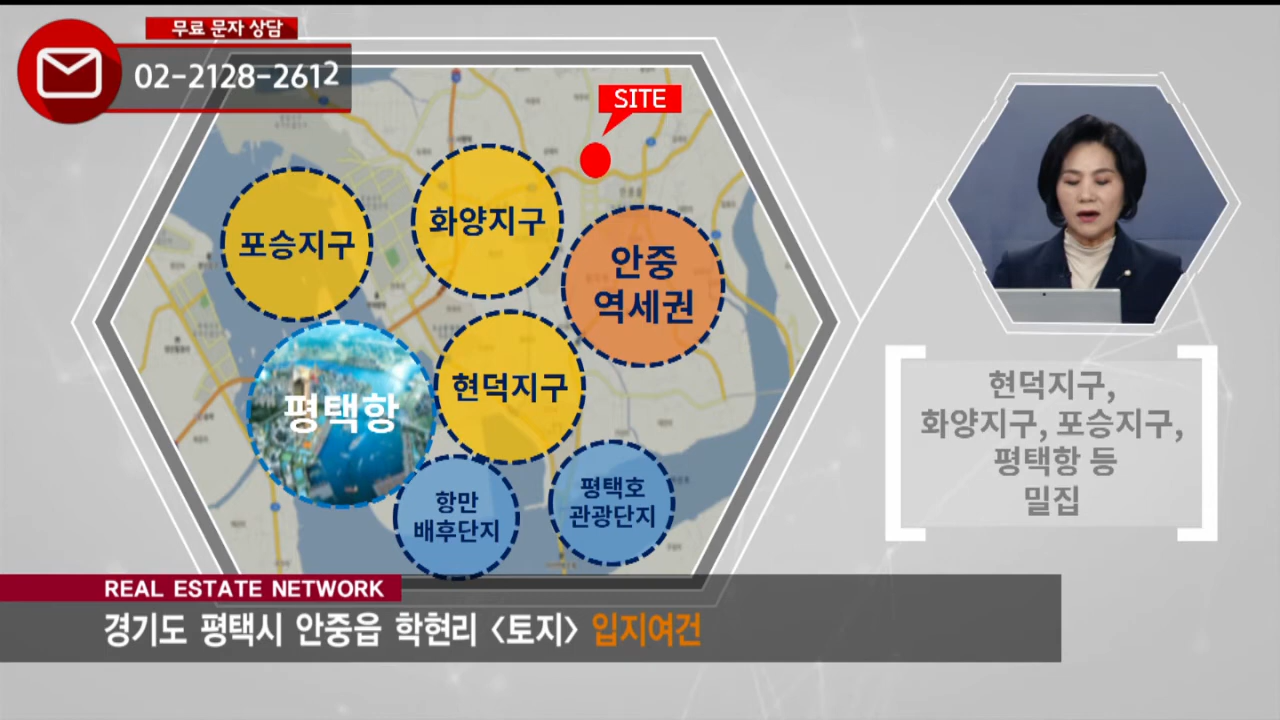 무료 문자 상담
02-2128-2612
SITE
포승지구
화양지구
안중
역세권
평택항
현덕지구
항만
배후단지
평택호
관광단지
현덕지구,
화양지구, 포승지구,
평택항 등
밀집
REAL ESTATE NETWORK
경기도 평택시 안중읍 학현리 <토지> 입지여건